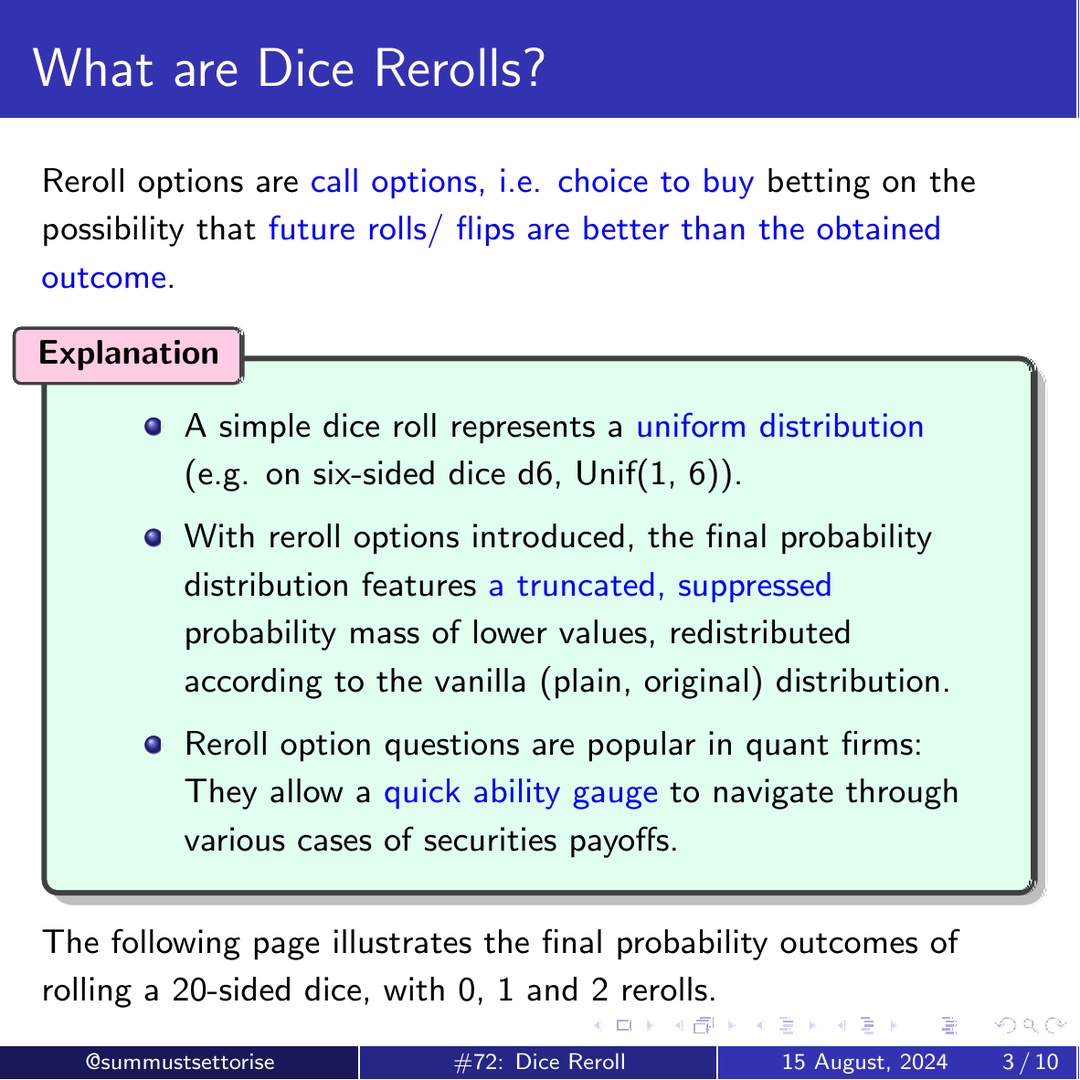 What are Dice Rerolls?
Reroll options are call options, i.e. choice to buy betting on the
possibility that future rolls/ flips are better than the obtained
outcome.
Explanation
A simple dice roll represents a uniform distribution
(e.g. on six-sided dice d6, Unif(1, 6)).
With reroll options introduced, the final probability
distribution features a truncated, suppressed
probability mass of lower values, redistributed
according to the vanilla (plain, original) distribution.
Reroll option questions are popular in quant firms:
They allow a quick ability gauge to navigate through
various cases of securities payoffs.
The following page illustrates the final probability outcomes of
rolling a 20-sided dice, with 0, 1 and 2 rerolls.
@summustsettorise #72: Dice Reroll 15 August, 2024 3 / 10